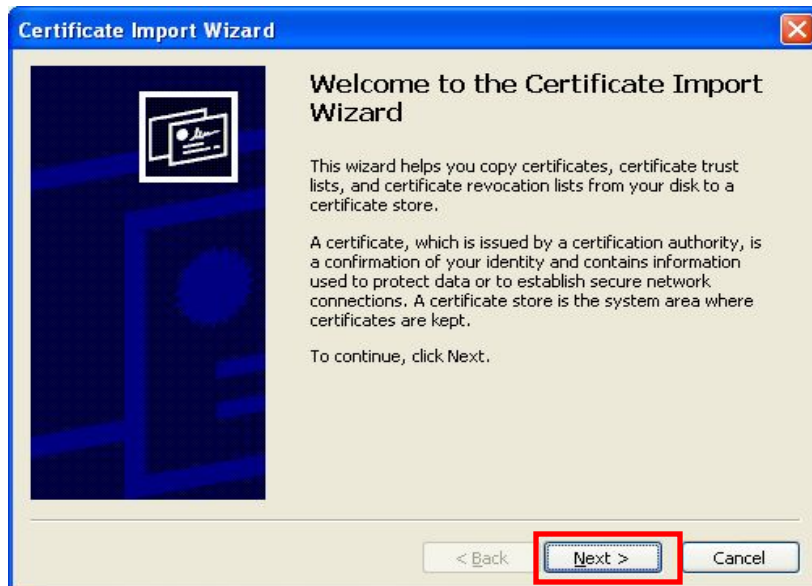 Certificate Import Wizard
Welcome to the Certificate Import
Wizard
This wizard helps you copy certificates, certificate trust
lists, and certificate revocation lists from your disk to a
certificate store.
A certificate, which is issued by a certification authority, is
a confirmation of your identity and contains information
used to protect data or to establish secure network
connections. A certificate store is the system area where
certificates are kept.
To continue, click Next.
< Back Next > Cancel